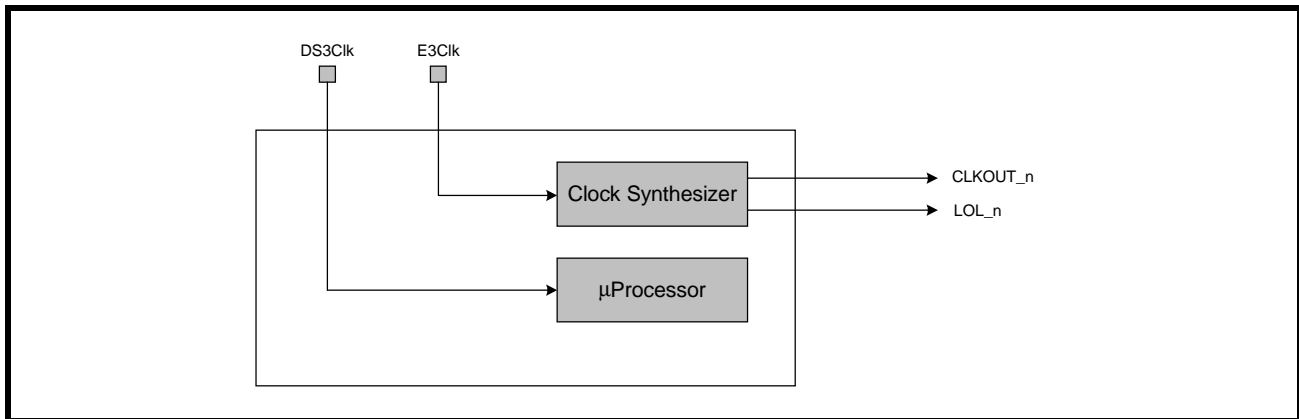 DS3Clk
E3Clk
Clock Synthesizer
CLKOUT_n
LOL_n
µProcessor